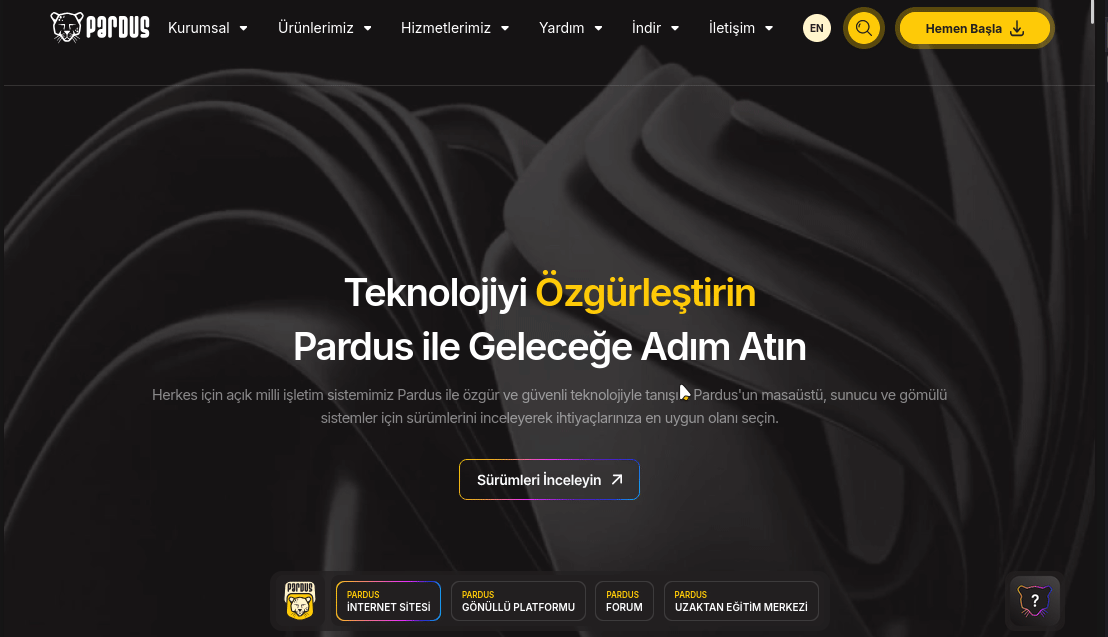 PARDUS
Kurumsal
Ürünlerimiz
Hizmetlerimiz
Yardım
İndir
İletişim
EN
Hemen Başla
Teknolojiyi Özgürleştirin
Pardus ile Geleceğe Adım Atın
Herkes için açık milli işletim sistemimiz Pardus ile özgür ve güvenli teknolojiyle Pardus'un masaüstü, sunucu ve gömülü
sistemler için sürümlerini inceleyerek ihtiyaçlarınıza en uygun olanı seçin.
Sürümleri İnceleyin
PARDUS
PARDUS
İNTERNET SİTESİ
PARDUS
GÖNÜLLÜ PLATFORMU
PARDUS
FORUM
PARDUS
UZAKTAN EĞİTİM MERKEZİ
?